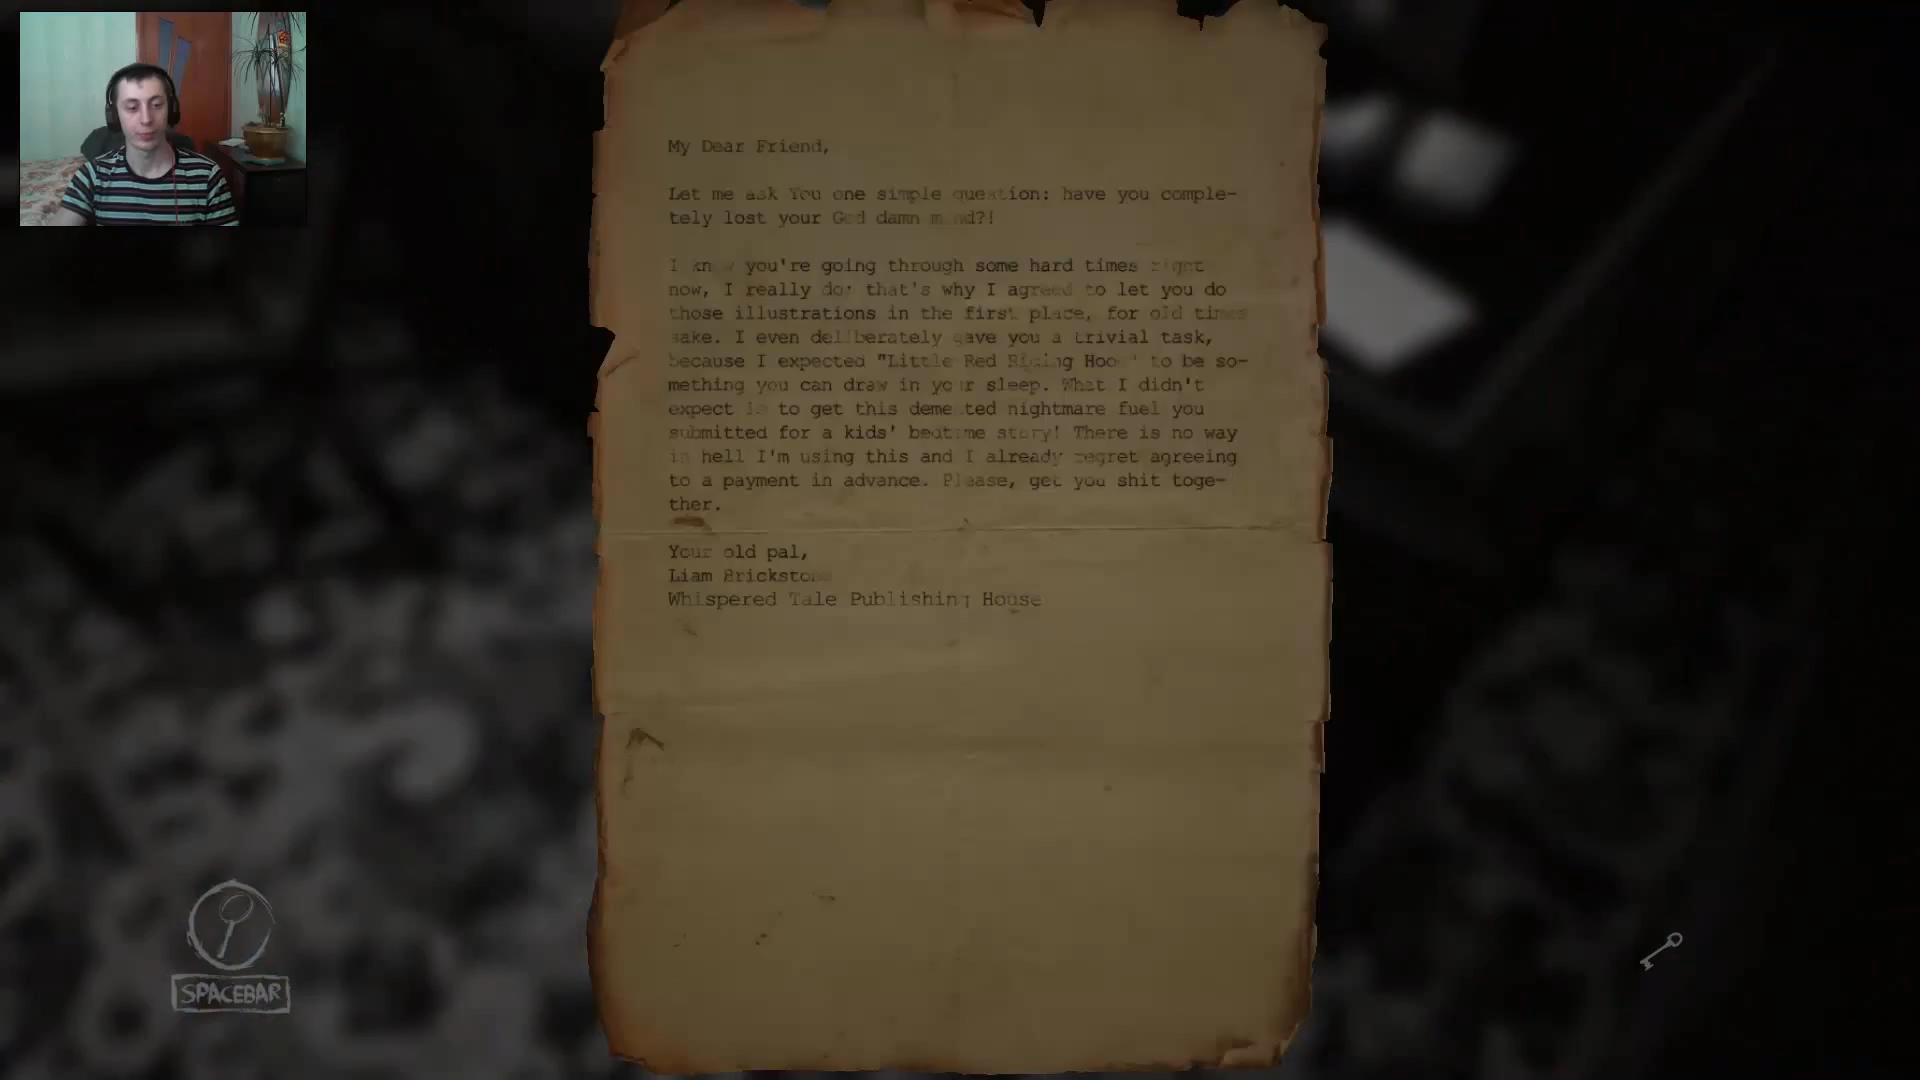 My Dear Friend,
Let me ask You one simple question: have you comple-
tely lost your God damn mind?!
I know you're going through some hard times right
now, I really do; that's why I agreed to let you do
those illustrations in the first place, for old times
sake. I even deliberately gave you a trivial task,
because I expected "Little Red Riding Hood" to be so-
mething you can draw in your sleep. What I didn't
expect is to get this demented nightmare fuel you
submitted for a kids' bedtime story! There is no way
in hell I'm using this and I already regret agreeing
to a payment in advance. Please, get you shit toge-
ther.
Your old pal,
Liam Brickstone
Whispered Tale Publishing House
SPACEBAR